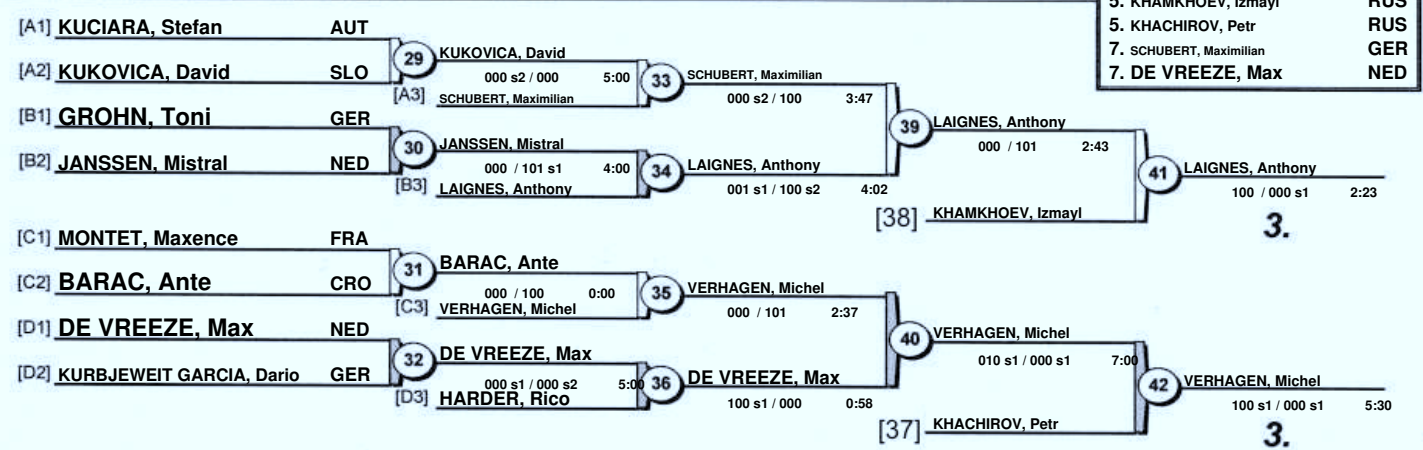 5. KHAMKHOEV, Izmayl RUS
5. KHACHIROV, Petr RUS
7. SCHUBERT, Maximilian GER
7. DE VREEZE, Max NED
[A1] KUCIARA, Stefan AUT
29 KUKOVICA, David
[A2] KUKOVICA, David SLO
000 s2 / 000 5:00
[A3] SCHUBERT, Maximilian
33 SCHUBERT, Maximilian
000 s2 / 100 3:47
[B1] GROHN, Toni GER
30 JANSSEN, Mistral
[B2] JANSSEN, Mistral NED
000 / 101 s1 4:00
[B3] LAIGNES, Anthony
34 LAIGNES, Anthony
001 s1 / 100 s2 4:02
39 LAIGNES, Anthony
000 / 101 2:43
[38] KHAMKHOEV, Izmayl
41 LAIGNES, Anthony
100 / 000 s1 2:23
3.
[C1] MONTET, Maxence FRA
31 BARAC, Ante
[C2] BARAC, Ante CRO
000 / 100 0:00
[C3] VERHAGEN, Michel
35 VERHAGEN, Michel
000 / 101 2:37
[D1] DE VREEZE, Max NED
32 DE VREEZE, Max
[D2] KURBJEWEIT GARCIA, Dario GER
000 s1 / 000 s2 5:00
[D3] HARDER, Rico
36 DE VREEZE, Max
100 s1 / 000 0:58
40 VERHAGEN, Michel
010 s1 / 000 s1 7:00
[37] KHACHIROV, Petr
42 VERHAGEN, Michel
100 s1 / 000 s1 5:30
3.